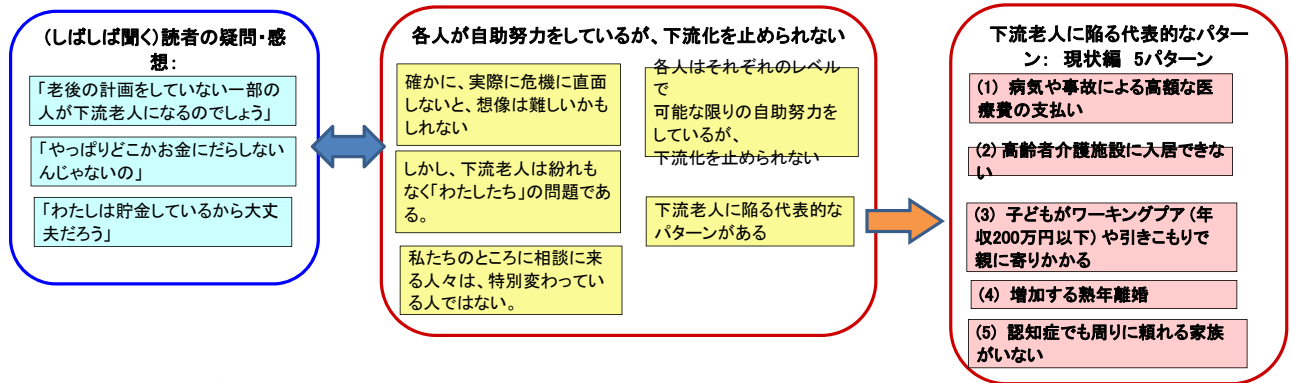 (しばしば聞く)読者の疑問・感
想:
「老後の計画をしていない一部の
人が下流老人になるのでしょう」
「やっぱりどこかお金にだらしない
んじゃないの」
「わたしは貯金しているから大丈
夫だろう」
各人が自助努力をしているが、下流化を止められない
確かに、実際に危機に直面
しないと、想像は難しいかも
しれない
しかし、下流老人は紛れも
なく「わたしたち」の問題であ
る。
私たちのところに相談に来
る人々は、特別変わってい
る人ではない。
各人はそれぞれのレベル
で
可能な限りの自助努力を
しているが、
下流化を止められない
下流老人に陥る代表的な
パターンがある
下流老人に陥る代表的なパター
ン: 現状編 5パターン
(1) 病気や事故による高額な医
療費の支払い
(2) 高齢者介護施設に入居できな
い
(3) 子どもがワーキングプア(年
収200万円以下)や引きこもりで
親に寄りかかる
(4) 増加する熟年離婚
(5) 認知症でも周りに頼れる家族
がいない